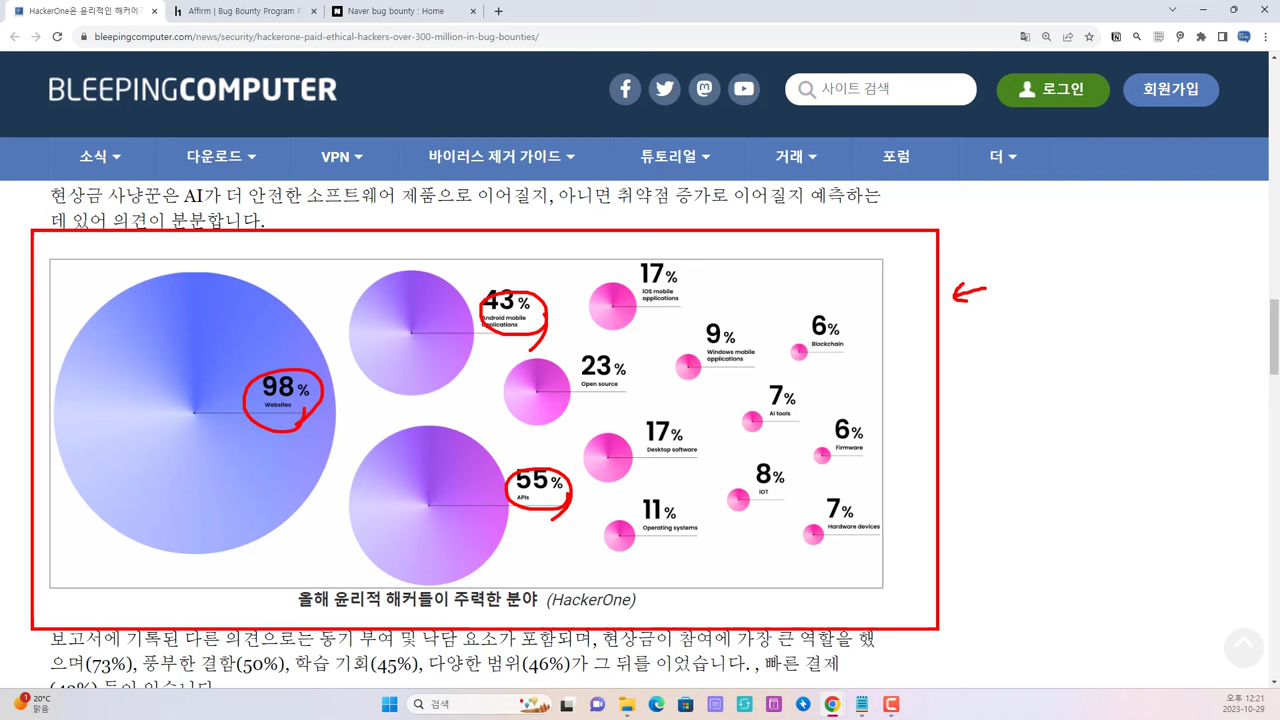 HackerOne은 윤리적인 해커에게
Affirm | Bug Bounty Program P
Naver bug bounty : Home
bleepingcomputer.com/news/security/hackerone-paid-ethical-hackers-over-300-million-in-bug-bounties/
BLEEPINGCOMPUTER
사이트 검색
로그인
회원가입
소식
다운로드
VPN
바이러스 제거 가이드
튜토리얼
거래
포럼
더
현상금 사냥꾼은 AI가 더 안전한 소프트웨어 제품으로 이어질지, 아니면 취약점 증가로 이어질지 예측하는
데 있어 의견이 분분합니다.
98%
Websites
43%
Android mobile
applications
55%
APIs
23%
Open source
17%
iOS mobile
applications
17%
Desktop software
11%
Operating systems
9%
Windows mobile
applications
7%
AI tools
8%
IOT
6%
Blockchain
6%
Firmware
7%
Hardware devices
올해 윤리적 해커들이 주력한 분야 (HackerOne)
보고서에 기록된 다른 의견으로는 동기 부여 및 낙담 요소가 포함되며, 현상금이 참여에 가장 큰 역할을 했
으며(73%), 풍부한 결함(50%), 학습 기회(45%), 다양한 범위(46%)가 그 뒤를 이었습니다. , 빠른 결제
1
20°C
맑음
검색
오후 12:21
2023-10-29